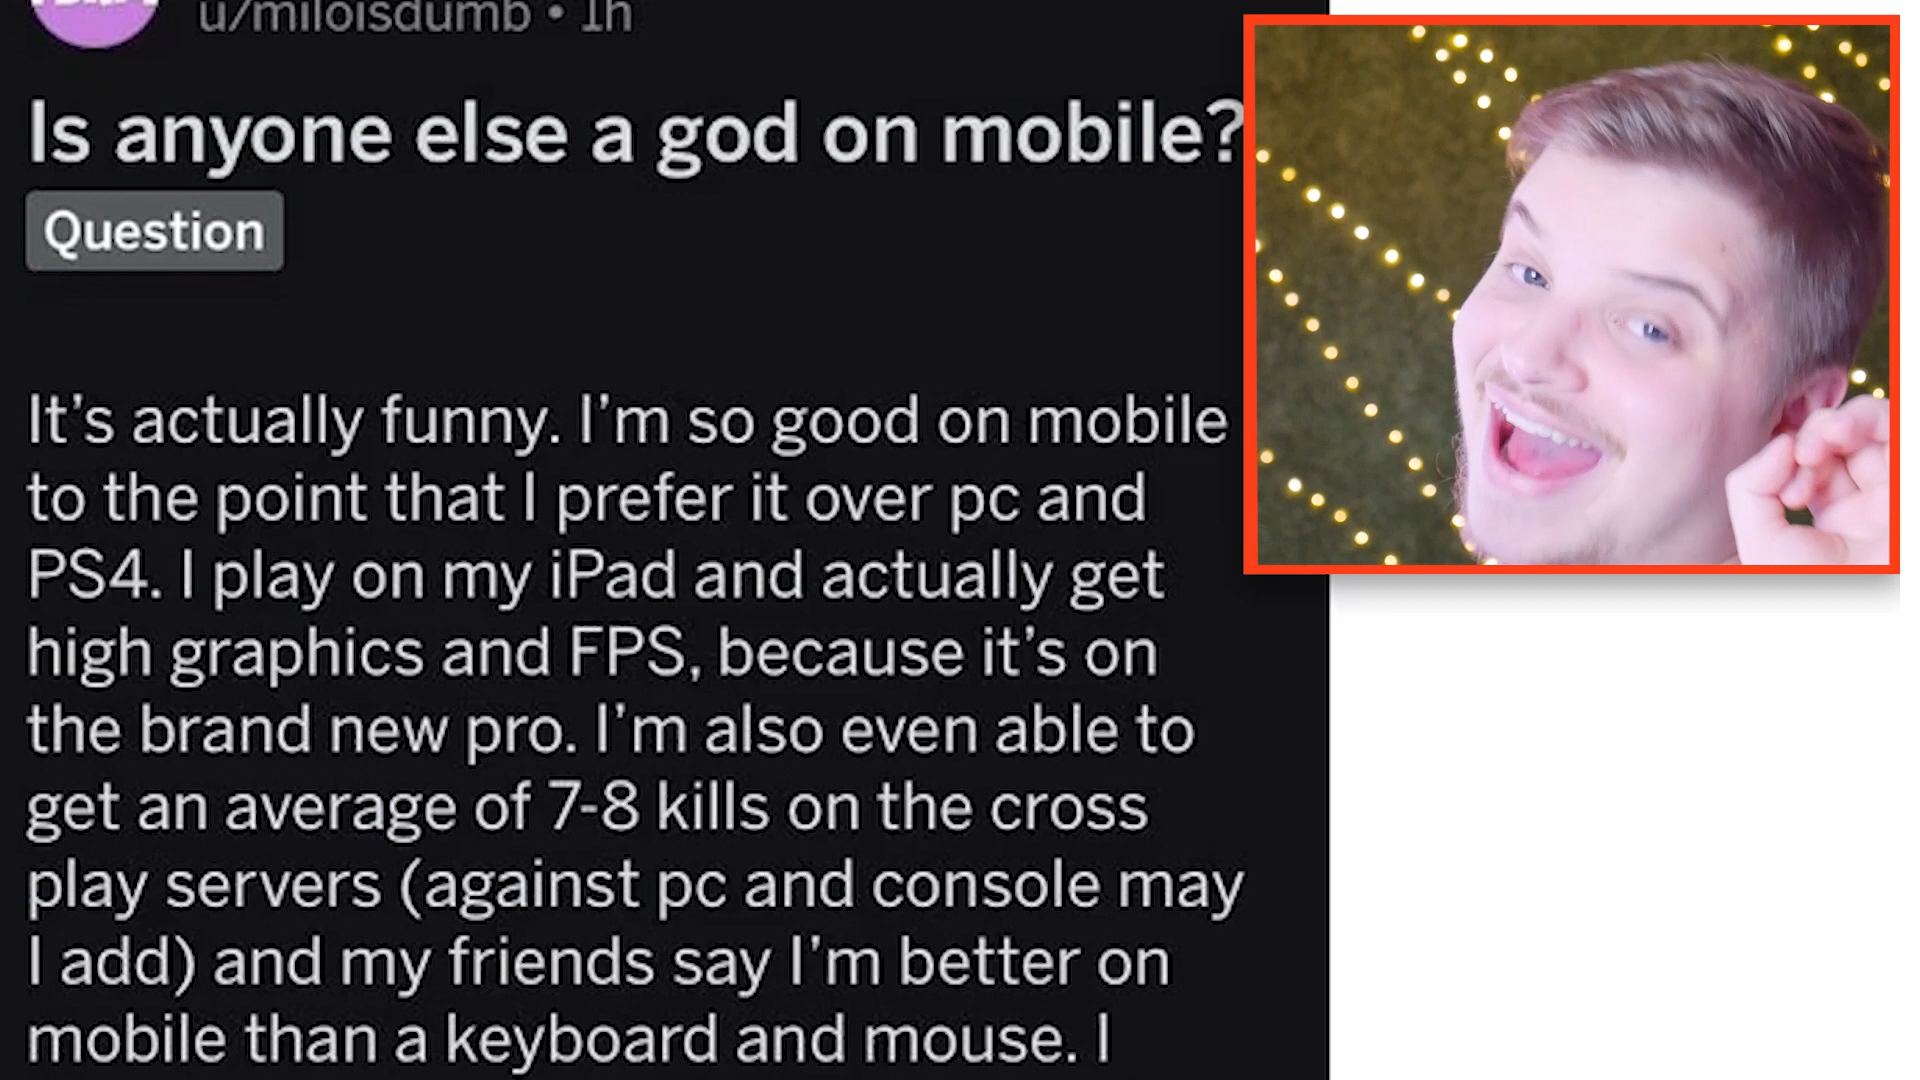 u/miloisdumb • 1h
Is anyone else a god on mobile?
Question
It's actually funny. I'm so good on mobile
to the point that I prefer it over pc and
PS4. I play on my iPad and actually get
high graphics and FPS, because it's on
the brand new pro. I'm also even able to
get an average of 7-8 kills on the cross
play servers (against pc and console may
I add) and my friends say I'm better on
mobile than a keyboard and mouse. I